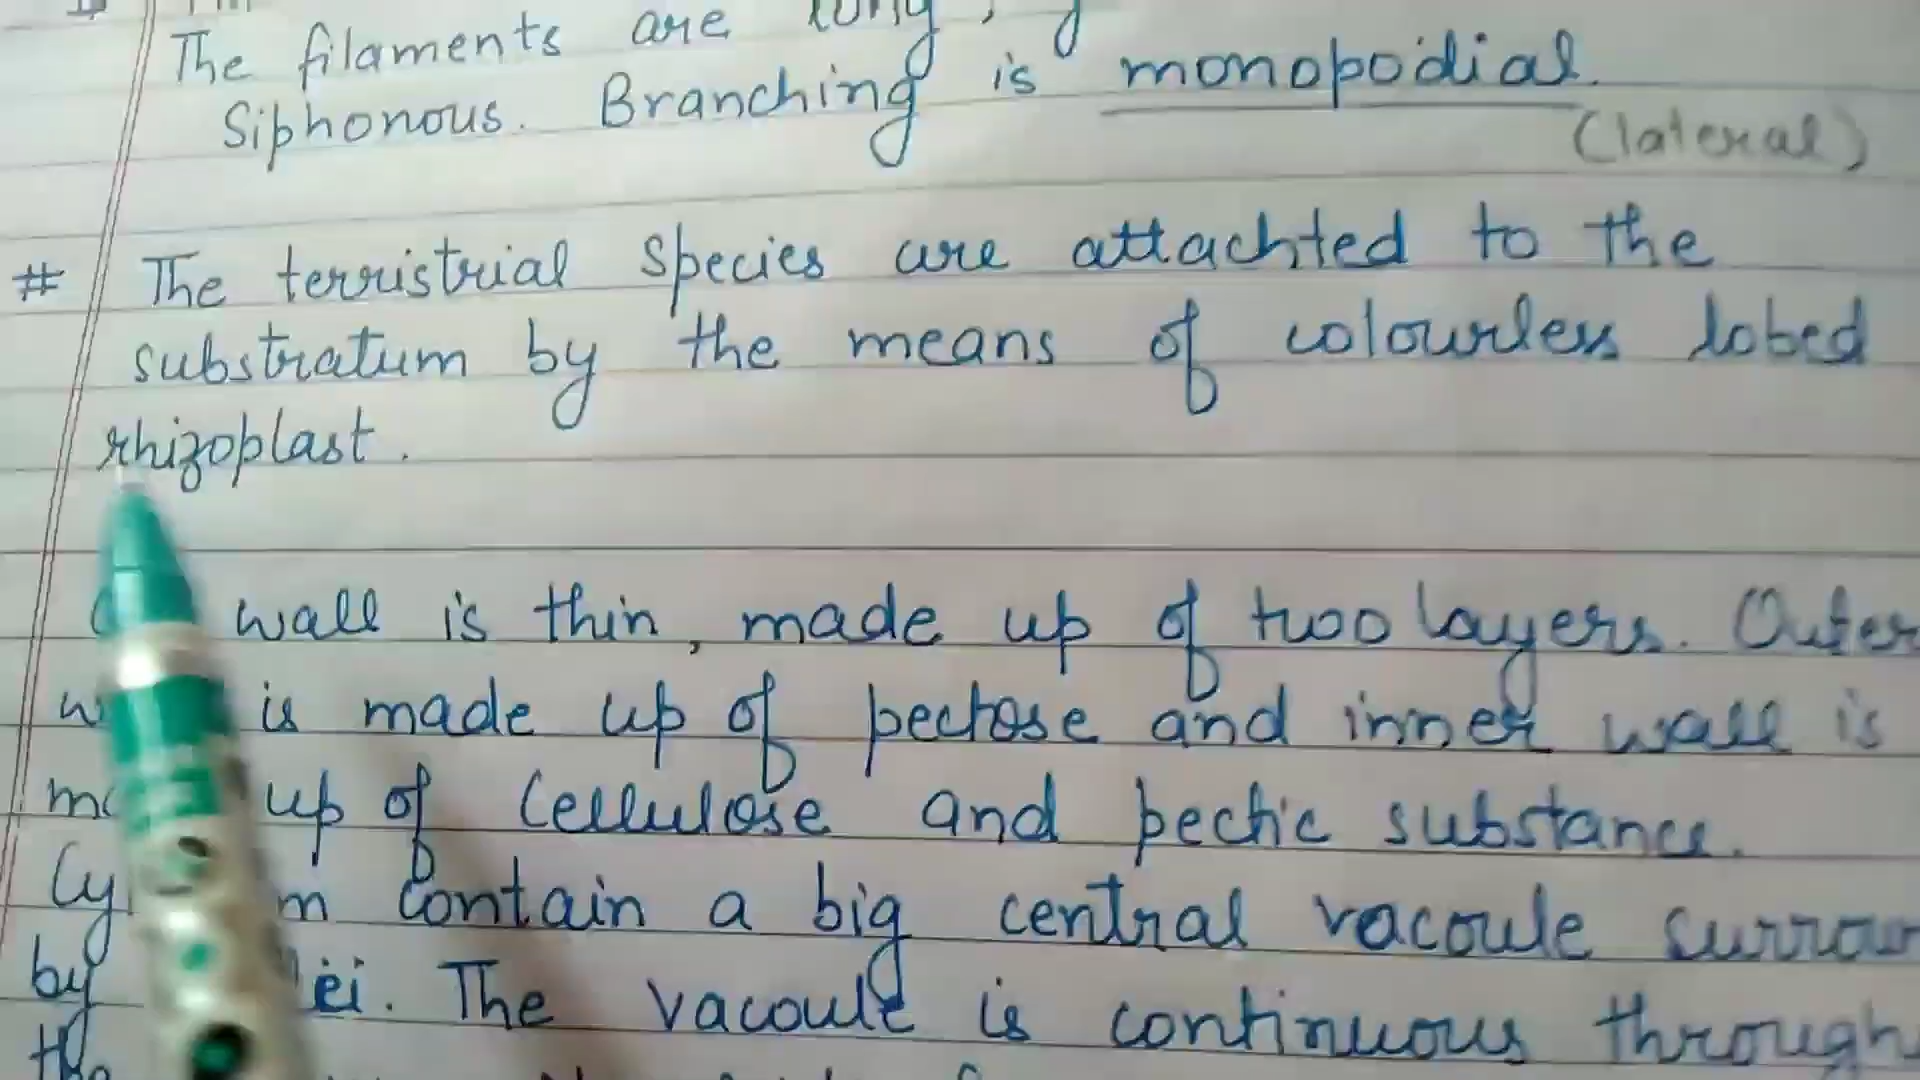 The filaments are long,
Siphonous. Branching is monopodial.
(lateral)
# The terristrial species are attachted to the
substratum by the means of colourless lobed
rhizoplast.
wall is thin, made up of two layers. Outer
is made up of pectose and inner wall is
up of cellulose and pectic substance.
contain a big central vacoule
by The vacoule is continuous through